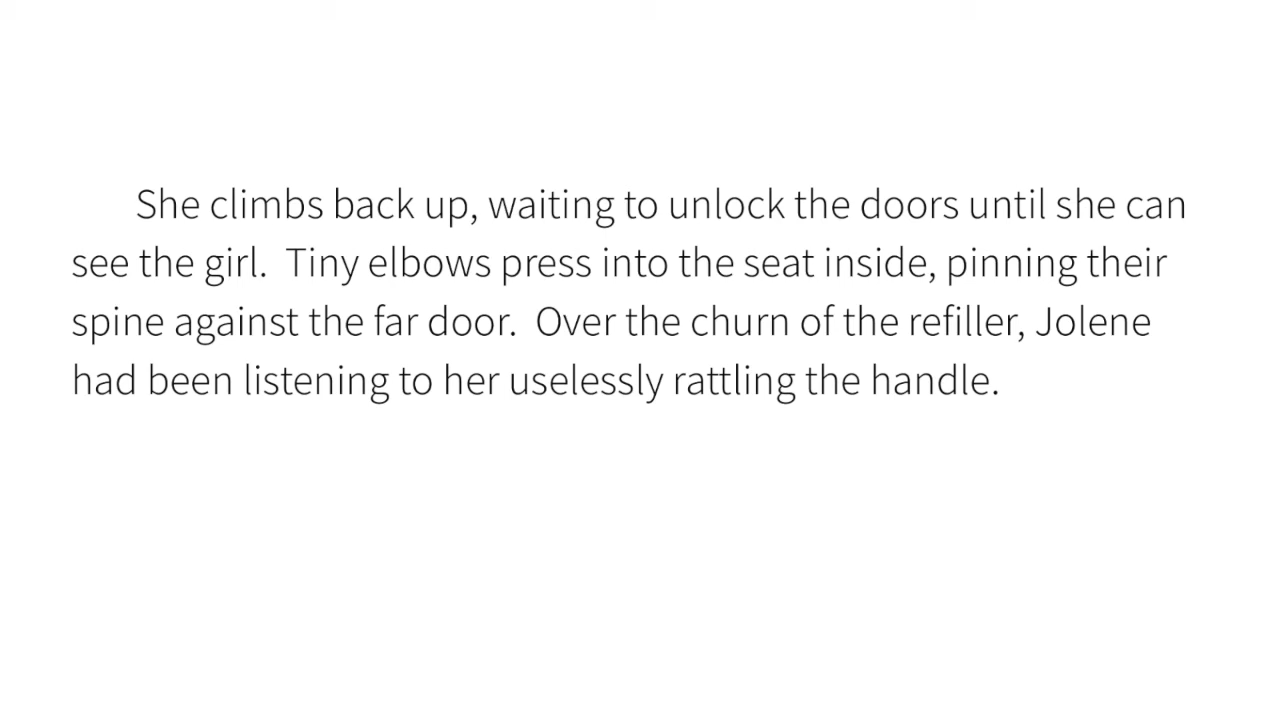 She climbs back up, waiting to unlock the doors until she can
see the girl.  Tiny elbows press into the seat inside, pinning their
spine against the far door.  Over the churn of the refiller, Jolene
had been listening to her uselessly rattling the handle.